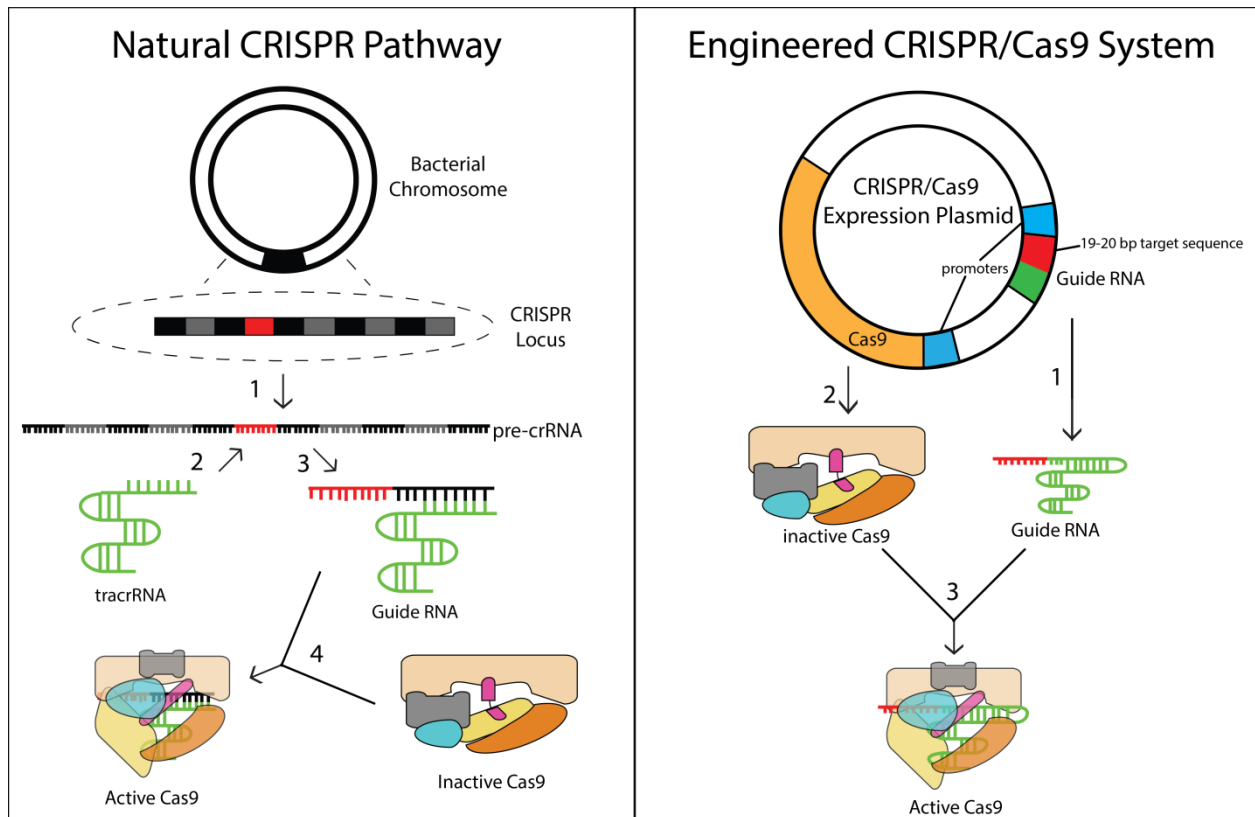 Natural CRISPR Pathway
Bacterial
Chromosome
CRISPR
Locus
1
pre-crRNA
2
3
tracrRNA
Guide RNA
4
Active Cas9
Inactive Cas9
Engineered CRISPR/Cas9 System
CRISPR/Cas9
Expression Plasmid
19-20 bp target sequence
promoters
Guide RNA
Cas9
2
1
inactive Cas9
Guide RNA
3
Active Cas9